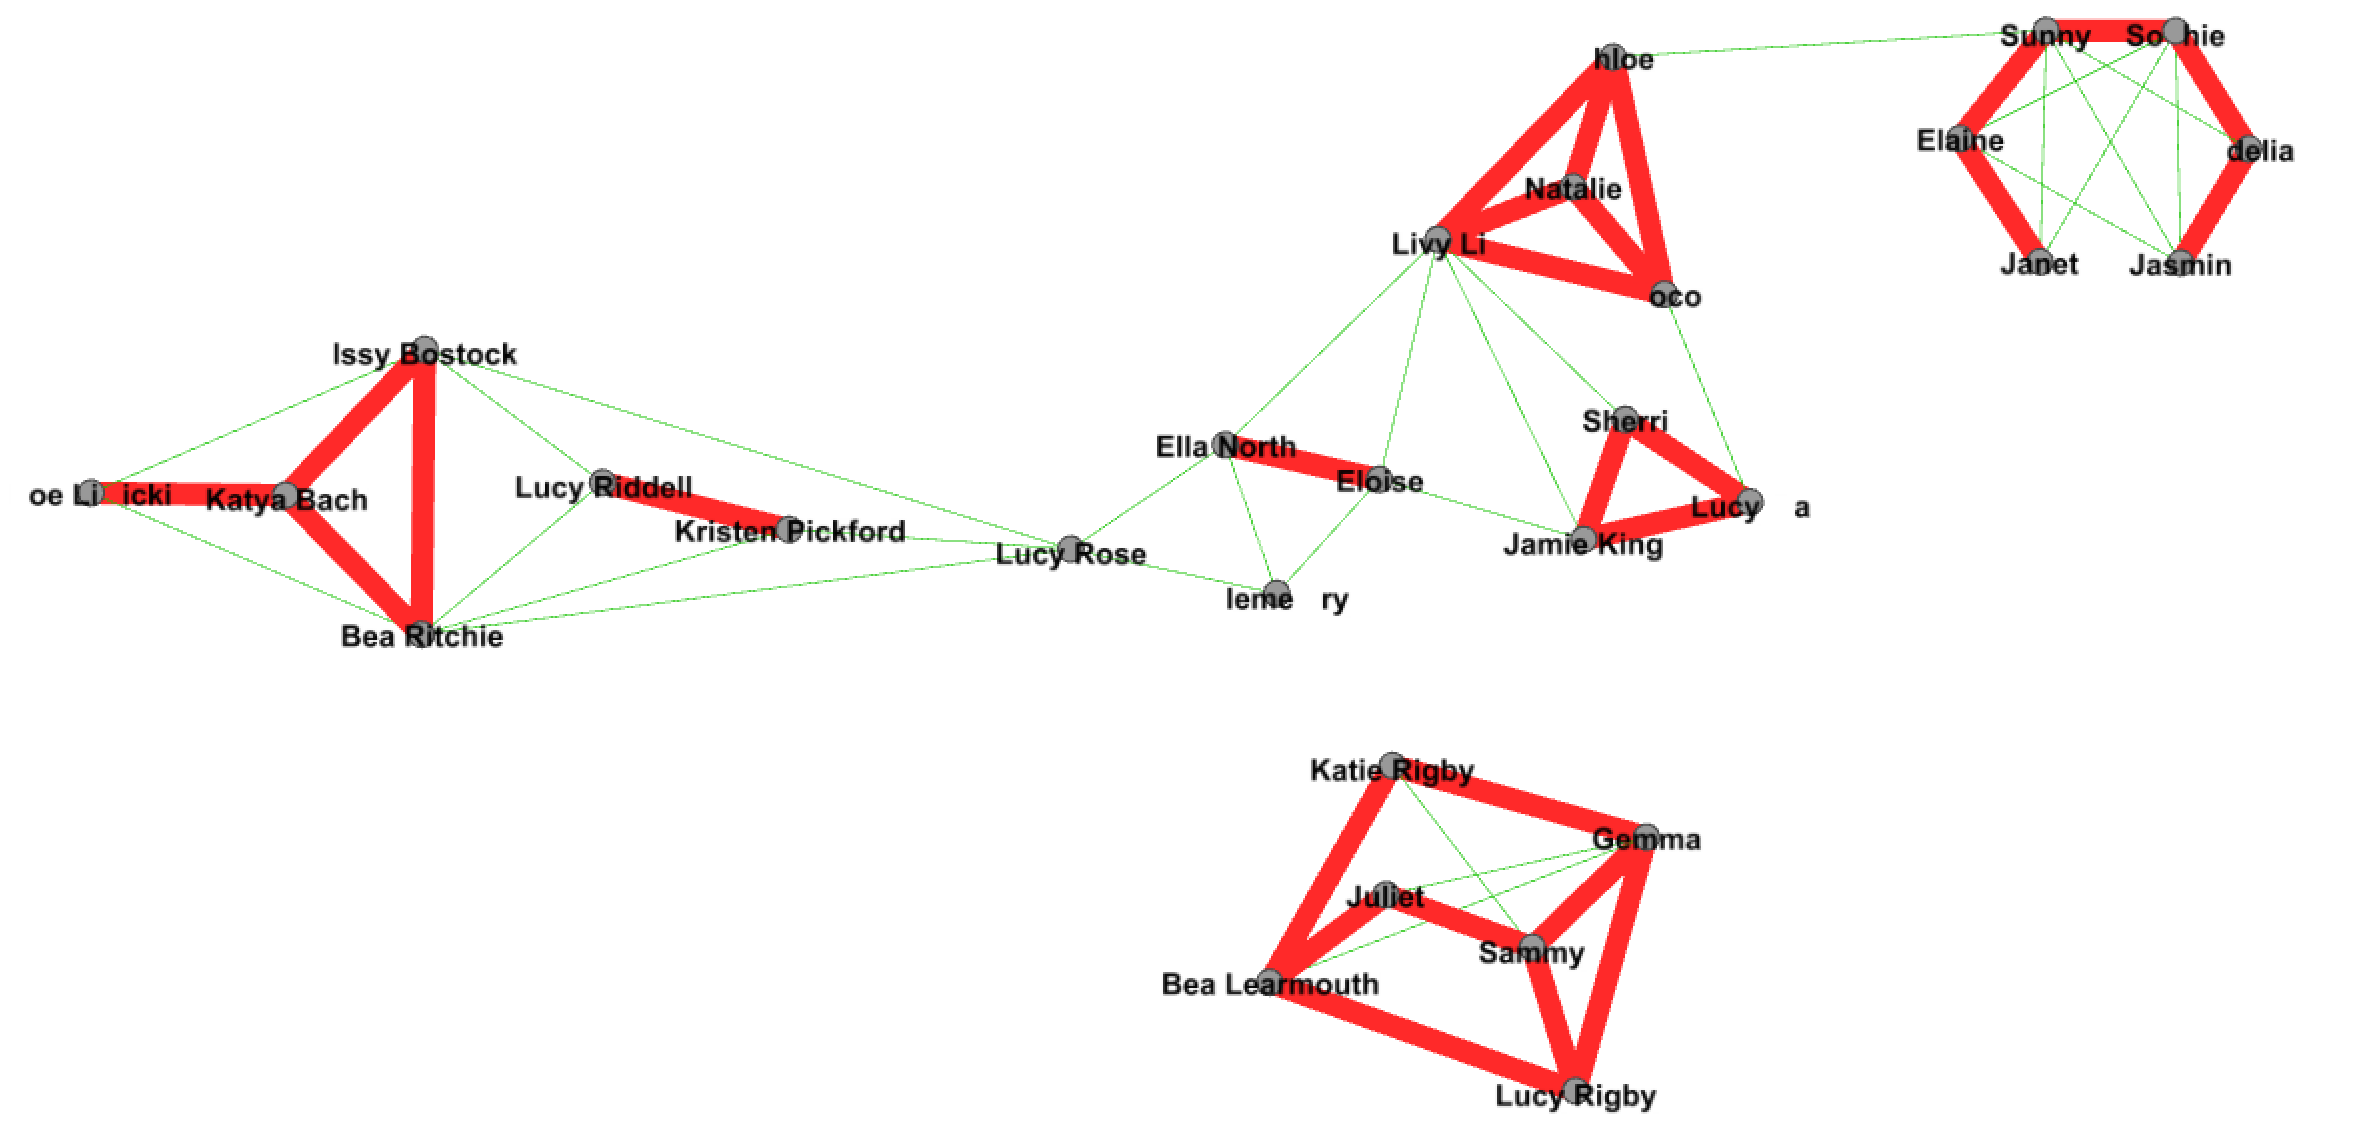 Sunny
So hie
hloe
Elaine
delia
Natalie
Livy Li
Janet
Jasmin
oco
Issy Bostock
Sherri
Ella North
Eloise
Lucy Riddell
oe Li icki
Katya Bach
Lucy a
Kristen Pickford
Jamie King
Lucy Rose
leme ry
Bea Ritchie
Katie Rigby
Gemma
Juliet
Sammy
Bea Learmouth
Lucy Rigby